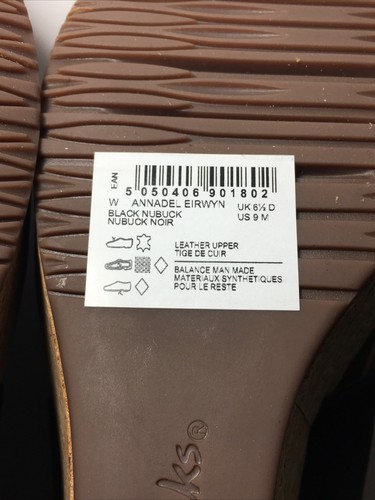 EAN
5 050406 901802
W ANNADEL EIRWYN UK 6½ D
BLACK NUBUCK US 9 M
NUBUCK NOIR
LEATHER UPPER
TIGE DE CUIR
BALANCE MAN MADE
MATERIAUX SYNTHETIQUES
POUR LE RESTE
ks®